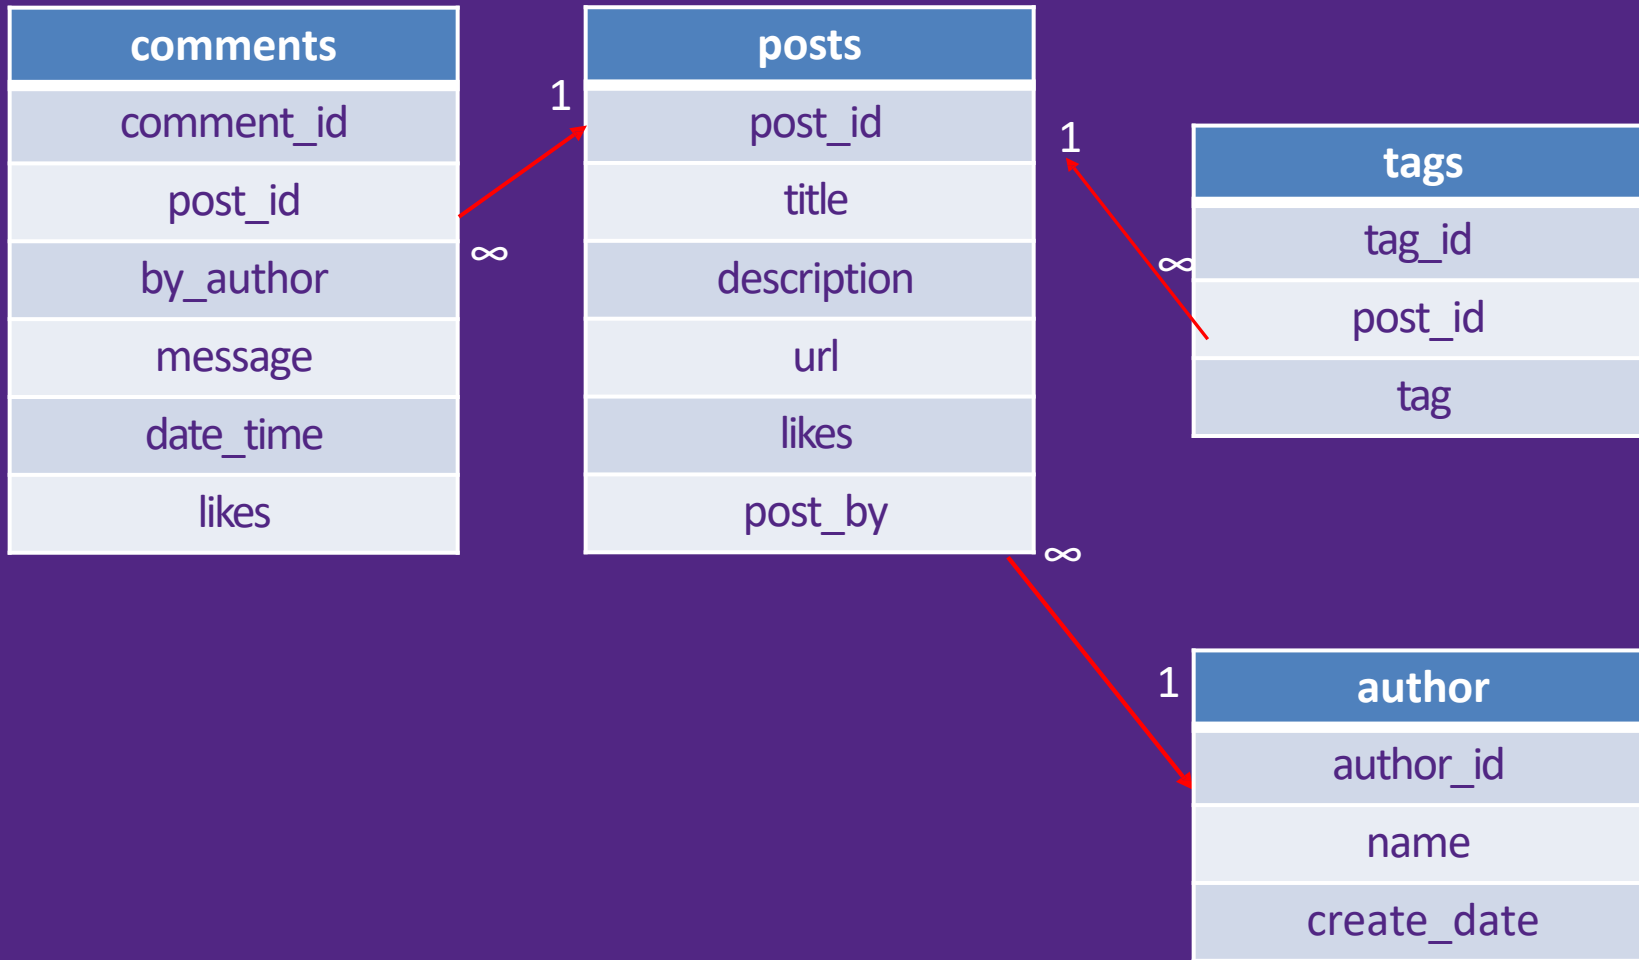 comments
comment_id
post_id
by_author
message
date_time
likes
1
∞
posts
post_id
title
description
url
likes
post_by
∞
1
∞
tags
tag_id
post_id
tag
1
author
author_id
name
create_date